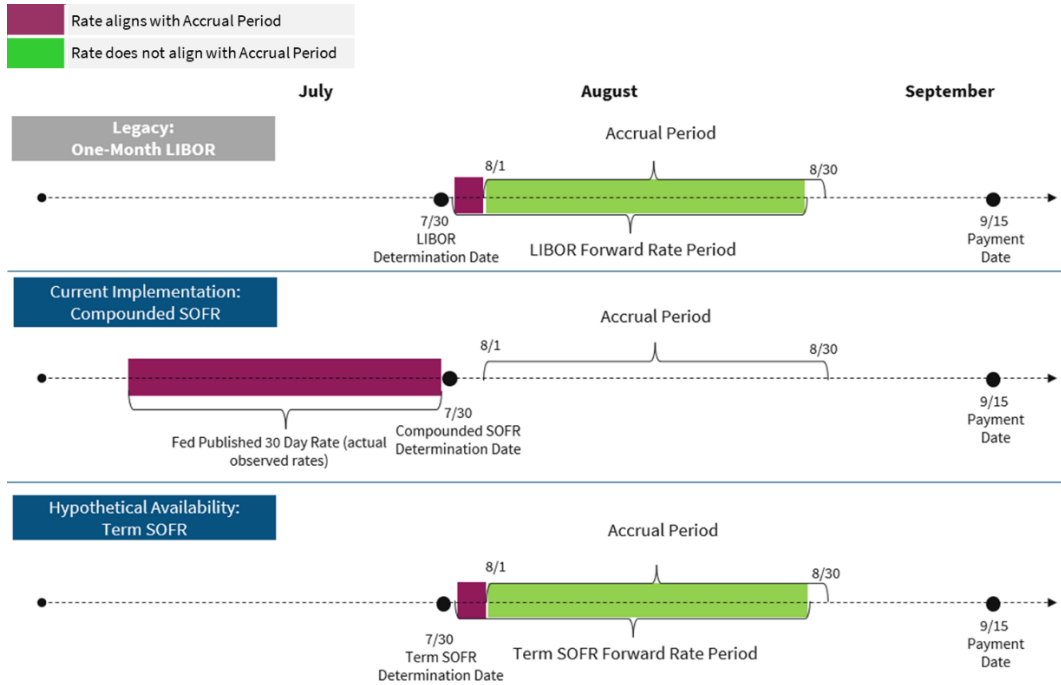 Rate aligns with Accrual Period
Rate does not align with Accrual Period
July
August
September
Legacy:
One-Month LIBOR
Accrual Period
8/1
8/30
7/30
LIBOR
Determination Date
LIBOR Forward Rate Period
9/15
Payment
Date
Current Implementation:
Compounded SOFR
Accrual Period
8/1
8/30
Fed Published 30 Day Rate (actual
observed rates)
7/30
Compounded SOFR
Determination Date
9/15
Payment
Date
Hypothetical Availability:
Term SOFR
Accrual Period
8/1
8/30
7/30
Term SOFR
Determination Date
Term SOFR Forward Rate Period
9/15
Payment
Date